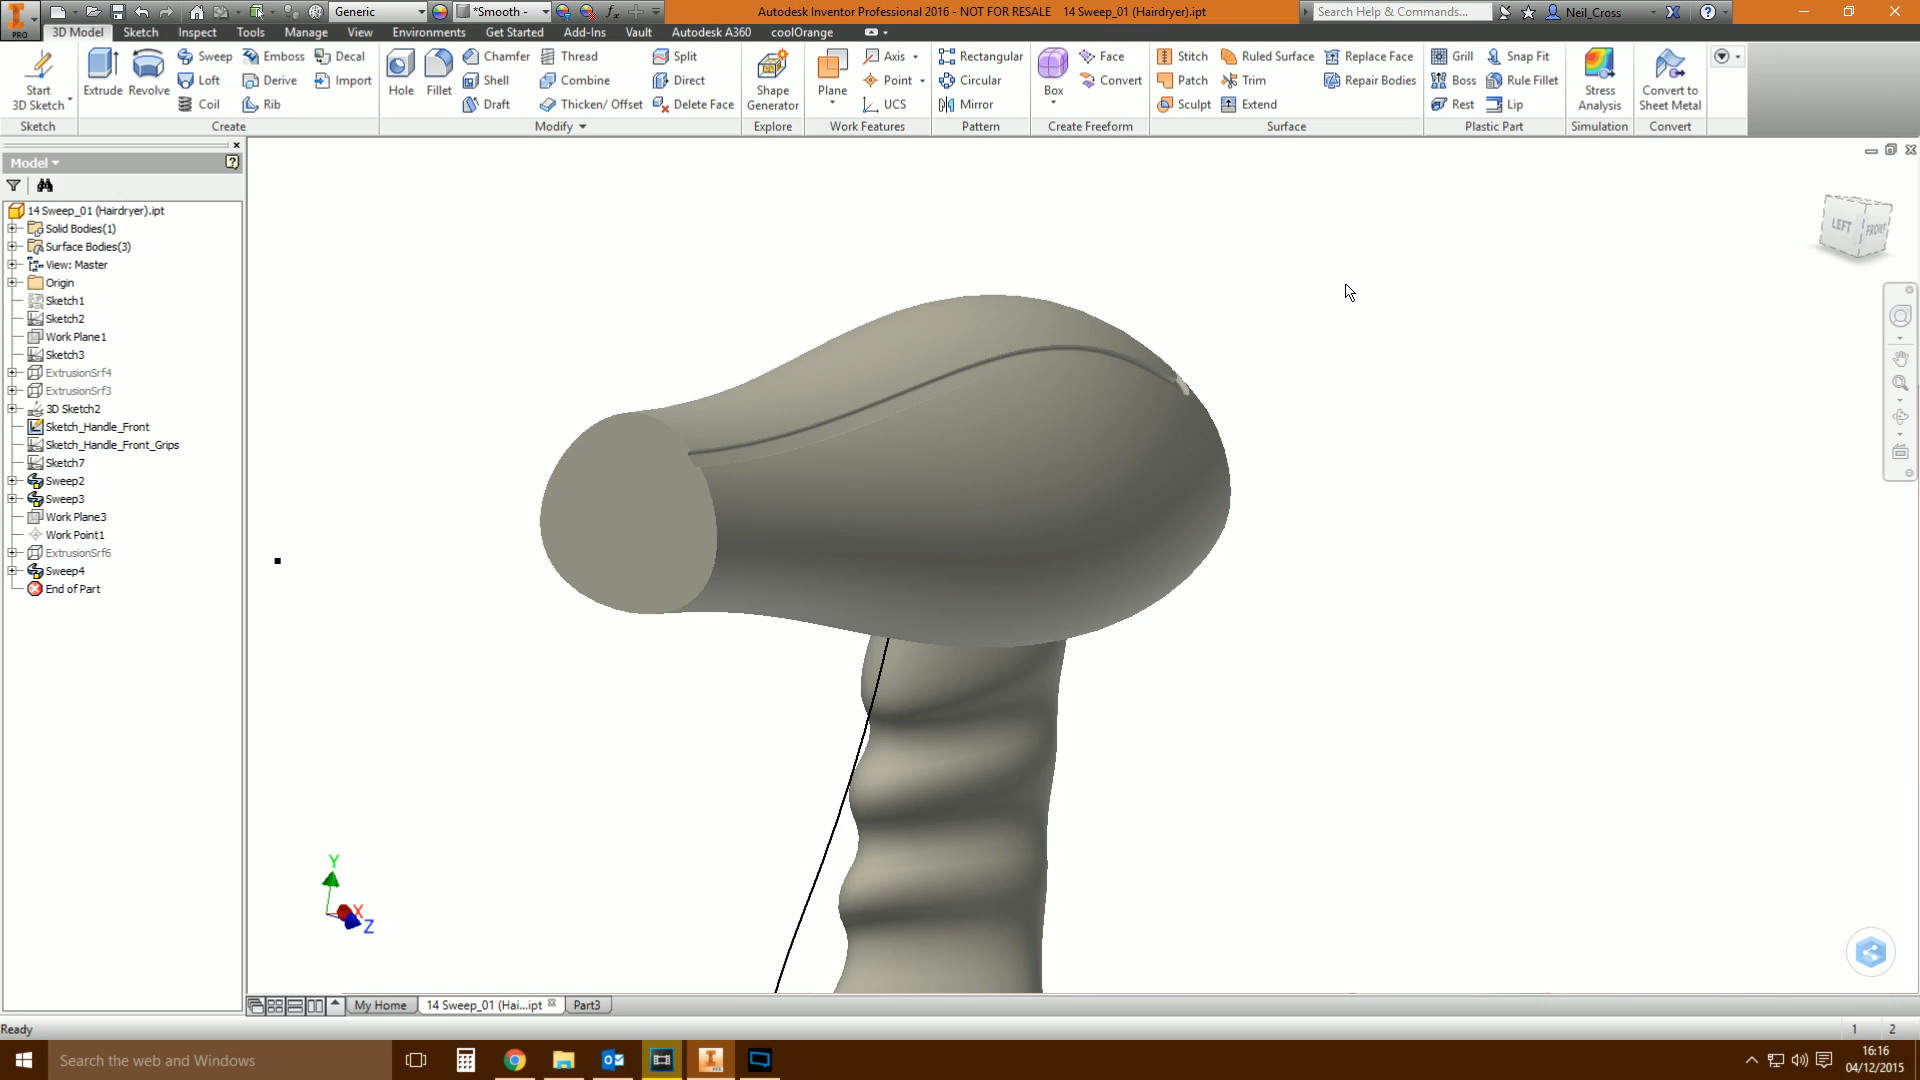 Generic
*Smooth -
Autodesk Inventor Professional 2016 - NOT FOR RESALE 14 Sweep_01 (Hairdryer).ipt
Search Help & Commands...
Neil_Cross
PRO
3D Model
Sketch
Inspect
Tools
Manage
View
Environments
Get Started
Add-Ins
Vault
Autodesk A360
coolOrange
Start
3D Sketch
Extrude
Revolve
Sweep
Loft
Coil
Emboss
Derive
Rib
Decal
Import
Hole
Fillet
Chamfer
Shell
Draft
Thread
Combine
Thicken/ Offset
Split
Direct
Delete Face
Shape
Generator
Plane
Axis
Point
UCS
Rectangular
Circular
Mirror
Box
Face
Convert
Stitch
Patch
Sculpt
Ruled Surface
Trim
Extend
Replace Face
Repair Bodies
Grill
Boss
Rest
Snap Fit
Rule Fillet
Lip
Stress
Analysis
Convert to
Sheet Metal
Sketch
Create
Modify
Explore
Work Features
Pattern
Create Freeform
Surface
Plastic Part
Simulation
Convert
Model
14 Sweep_01 (Hairdryer).ipt
Solid Bodies(1)
Surface Bodies(3)
View: Master
Origin
Sketch1
Sketch2
Work Plane1
Sketch3
ExtrusionSrf4
ExtrusionSrf3
3D Sketch2
Sketch_Handle_Front
Sketch_Handle_Front_Grips
Sketch7
Sweep2
Sweep3
Work Plane3
Work Point1
ExtrusionSrf6
Sweep4
End of Part
LEFT
FRONT
Y
X
Z
My Home
14 Sweep_01 (Hai...ipt
Part3
Ready
1
2
Search the web and Windows
16:16
04/12/2015